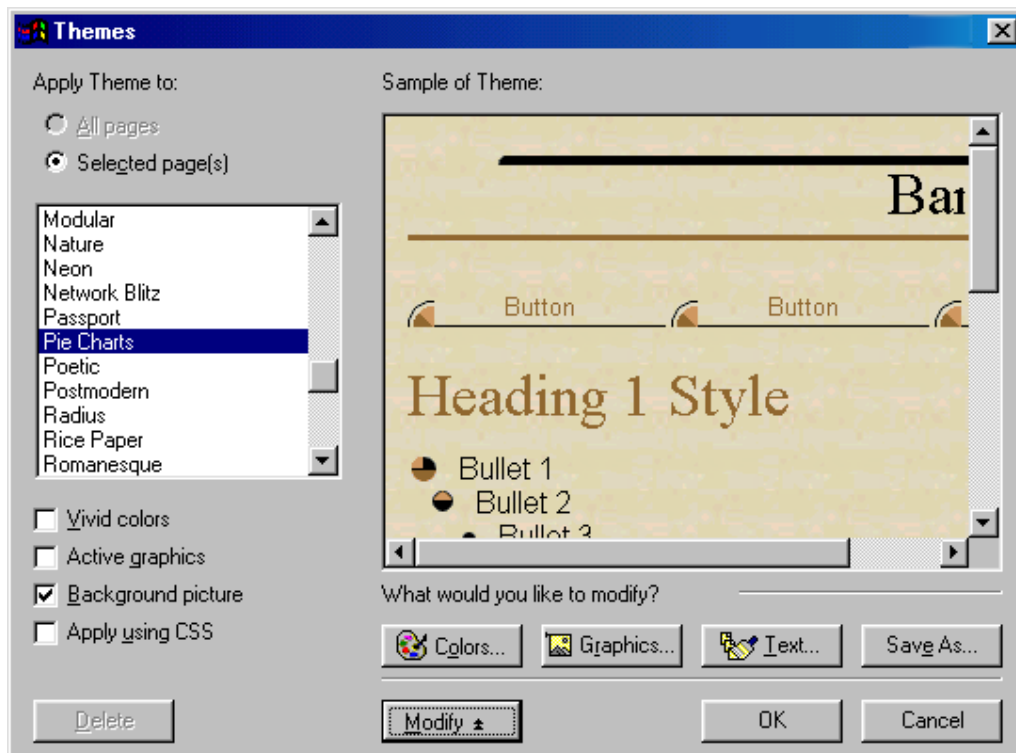 Themes
Apply Theme to:
All pages
Selected page(s)
Modular
Nature
Neon
Network Blitz
Passport
Pie Charts
Poetic
Postmodern
Radius
Rice Paper
Romanesque
Vivid colors
Active graphics
Background picture
Apply using CSS
Delete
Sample of Theme:
Ban
Button Button
Heading 1 Style
Bullet 1
Bullet 2
Bullet 3
What would you like to modify?
Colors... Graphics... Text... Save As...
Modify OK Cancel